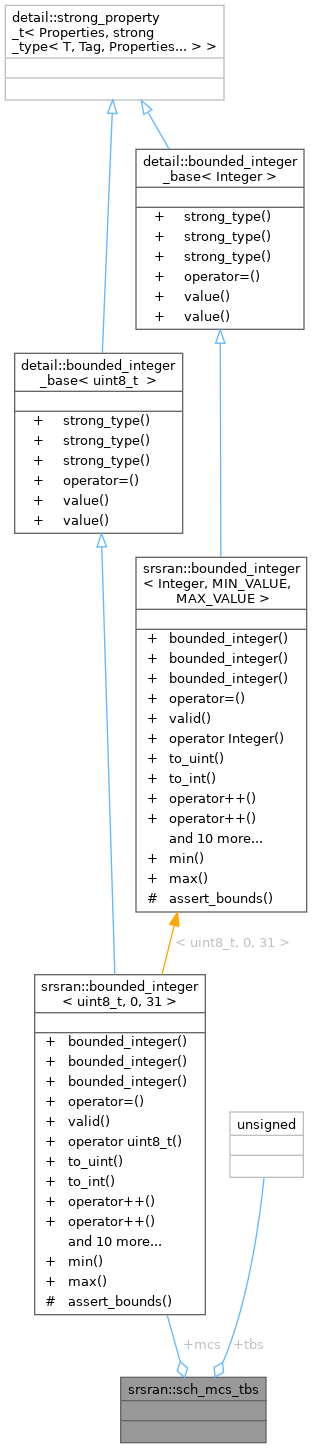 detail::strong_property
_t< Properties, strong
_type< T, Tag, Properties... > >
detail::bounded_integer
_base< Integer >
+ strong_type()
+ strong_type()
+ strong_type()
+ operator=()
+ value()
+ value()
detail::bounded_integer
_base< uint8_t >
+ strong_type()
+ strong_type()
+ strong_type()
+ operator=()
+ value()
+ value()
srsran::bounded_integer
< Integer, MIN_VALUE,
MAX_VALUE >
+ bounded_integer()
+ bounded_integer()
+ bounded_integer()
+ operator=()
+ valid()
+ operator Integer()
+ to_uint()
+ to_int()
+ operator++()
+ operator++()
and 10 more...
+ min()
+ max()
# assert_bounds()
< uint8_t, 0, 31 >
srsran::bounded_integer
< uint8_t, 0, 31 >
+ bounded_integer()
+ bounded_integer()
+ bounded_integer()
+ operator=()
+ valid()
+ operator uint8_t()
+ to_uint()
+ to_int()
+ operator++()
+ operator++()
and 10 more...
+ min()
+ max()
# assert_bounds()
unsigned
+mcs
+tbs
srsran::sch_mcs_tbs